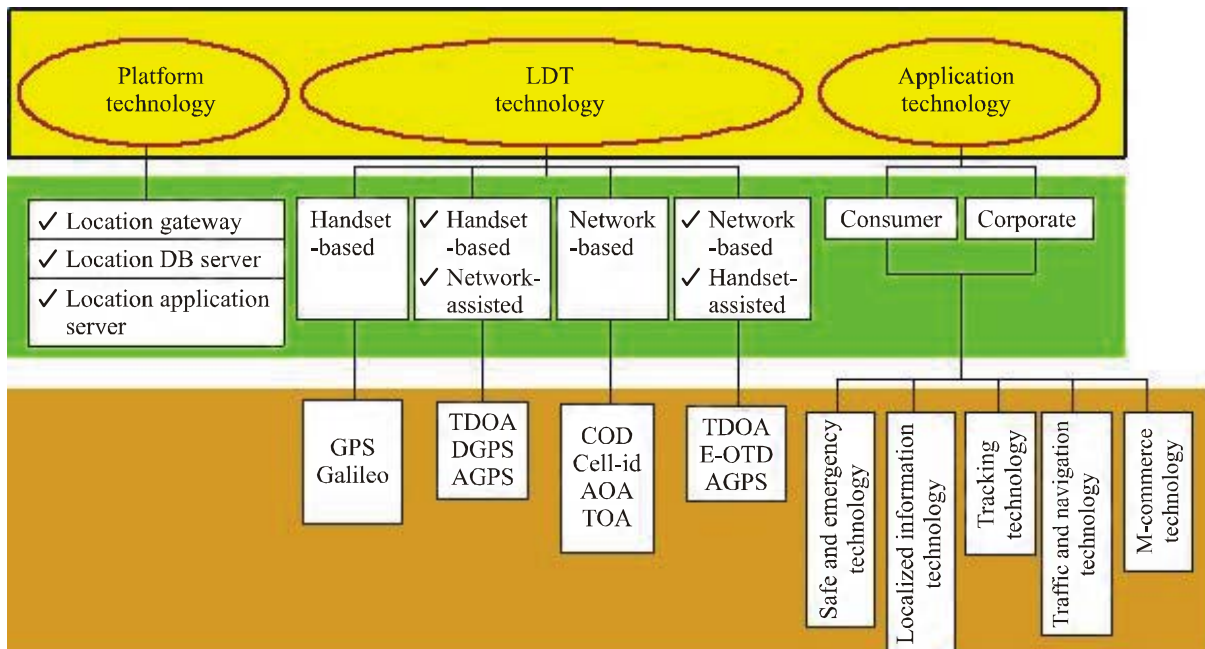 Platform
technology
LDT
technology
Application
technology
✓ Location gateway
✓ Location DB server
✓ Location application
server
Handset
-based
✓ Handset
-based
✓ Network-
assisted
Network
-based
✓ Network
-based
✓ Handset-
assisted
Consumer
Corporate
GPS
Galileo
TDOA
DGPS
AGPS
COD
Cell-id
AOA
TOA
TDOA
E-OTD
AGPS
Safe and emergency
technology
Localized information
technology
Tracking
technology
Traffic and navigation
technology
M-commerce
technology